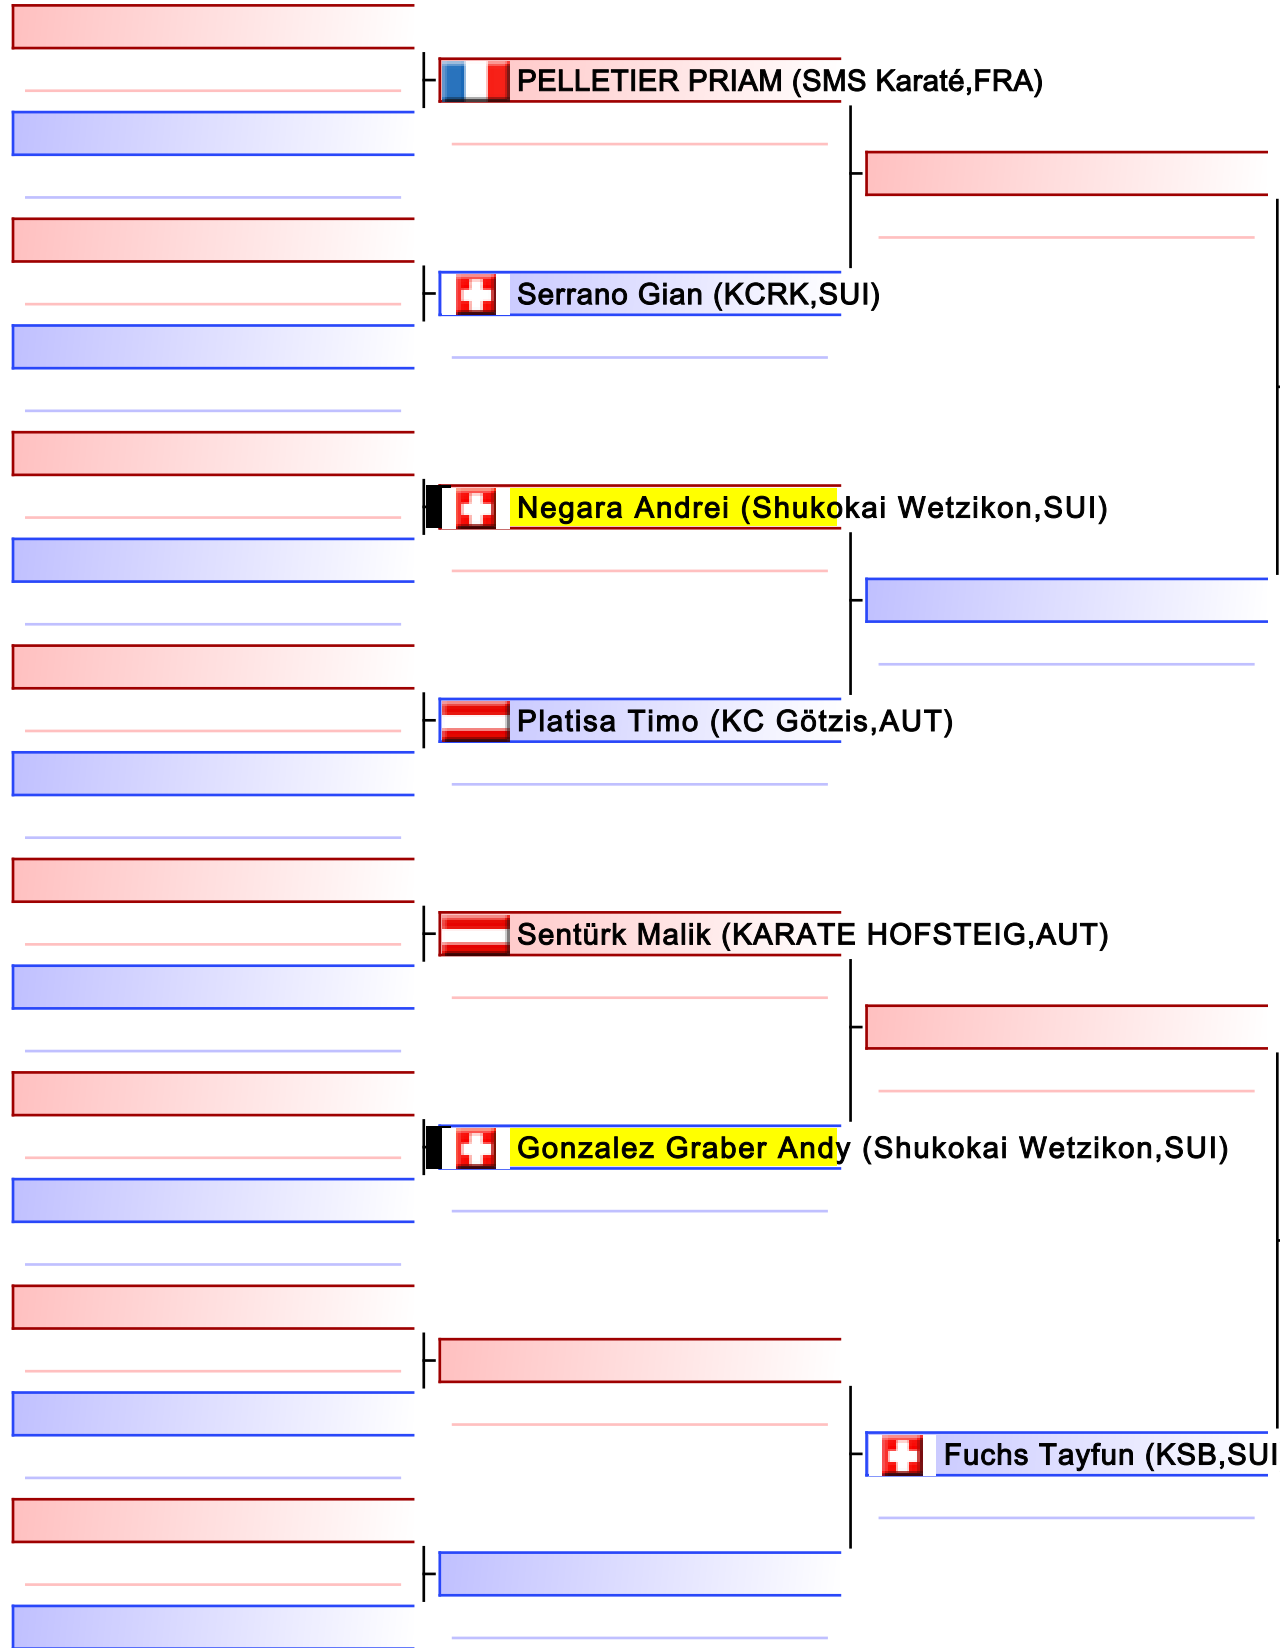 PELLETIER PRIAM (SMS Karaté,FRA)
Serrano Gian (KCRK,SUI)
Negara Andrei (Shukokai Wetzikon,SUI)
Platisa Timo (KC Götzis,AUT)
Sentürk Malik (KARATE HOFSTEIG,AUT)
Gonzalez Graber Andy (Shukokai Wetzikon,SUI)
Fuchs Tayfun (KSB,SUI